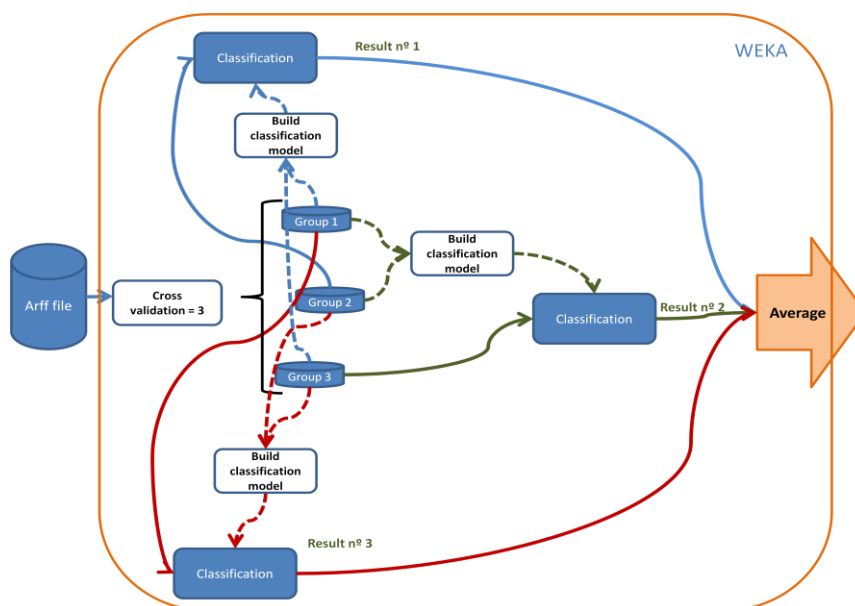 Result nº 1
WEKA
Classification
Build
classification
model
Group 1
Build
classification
model
Arff file
Cross
validation = 3
Group 2
Result nº 2
Classification
Average
Group 3
Build
classification
model
Result nº 3
Classification